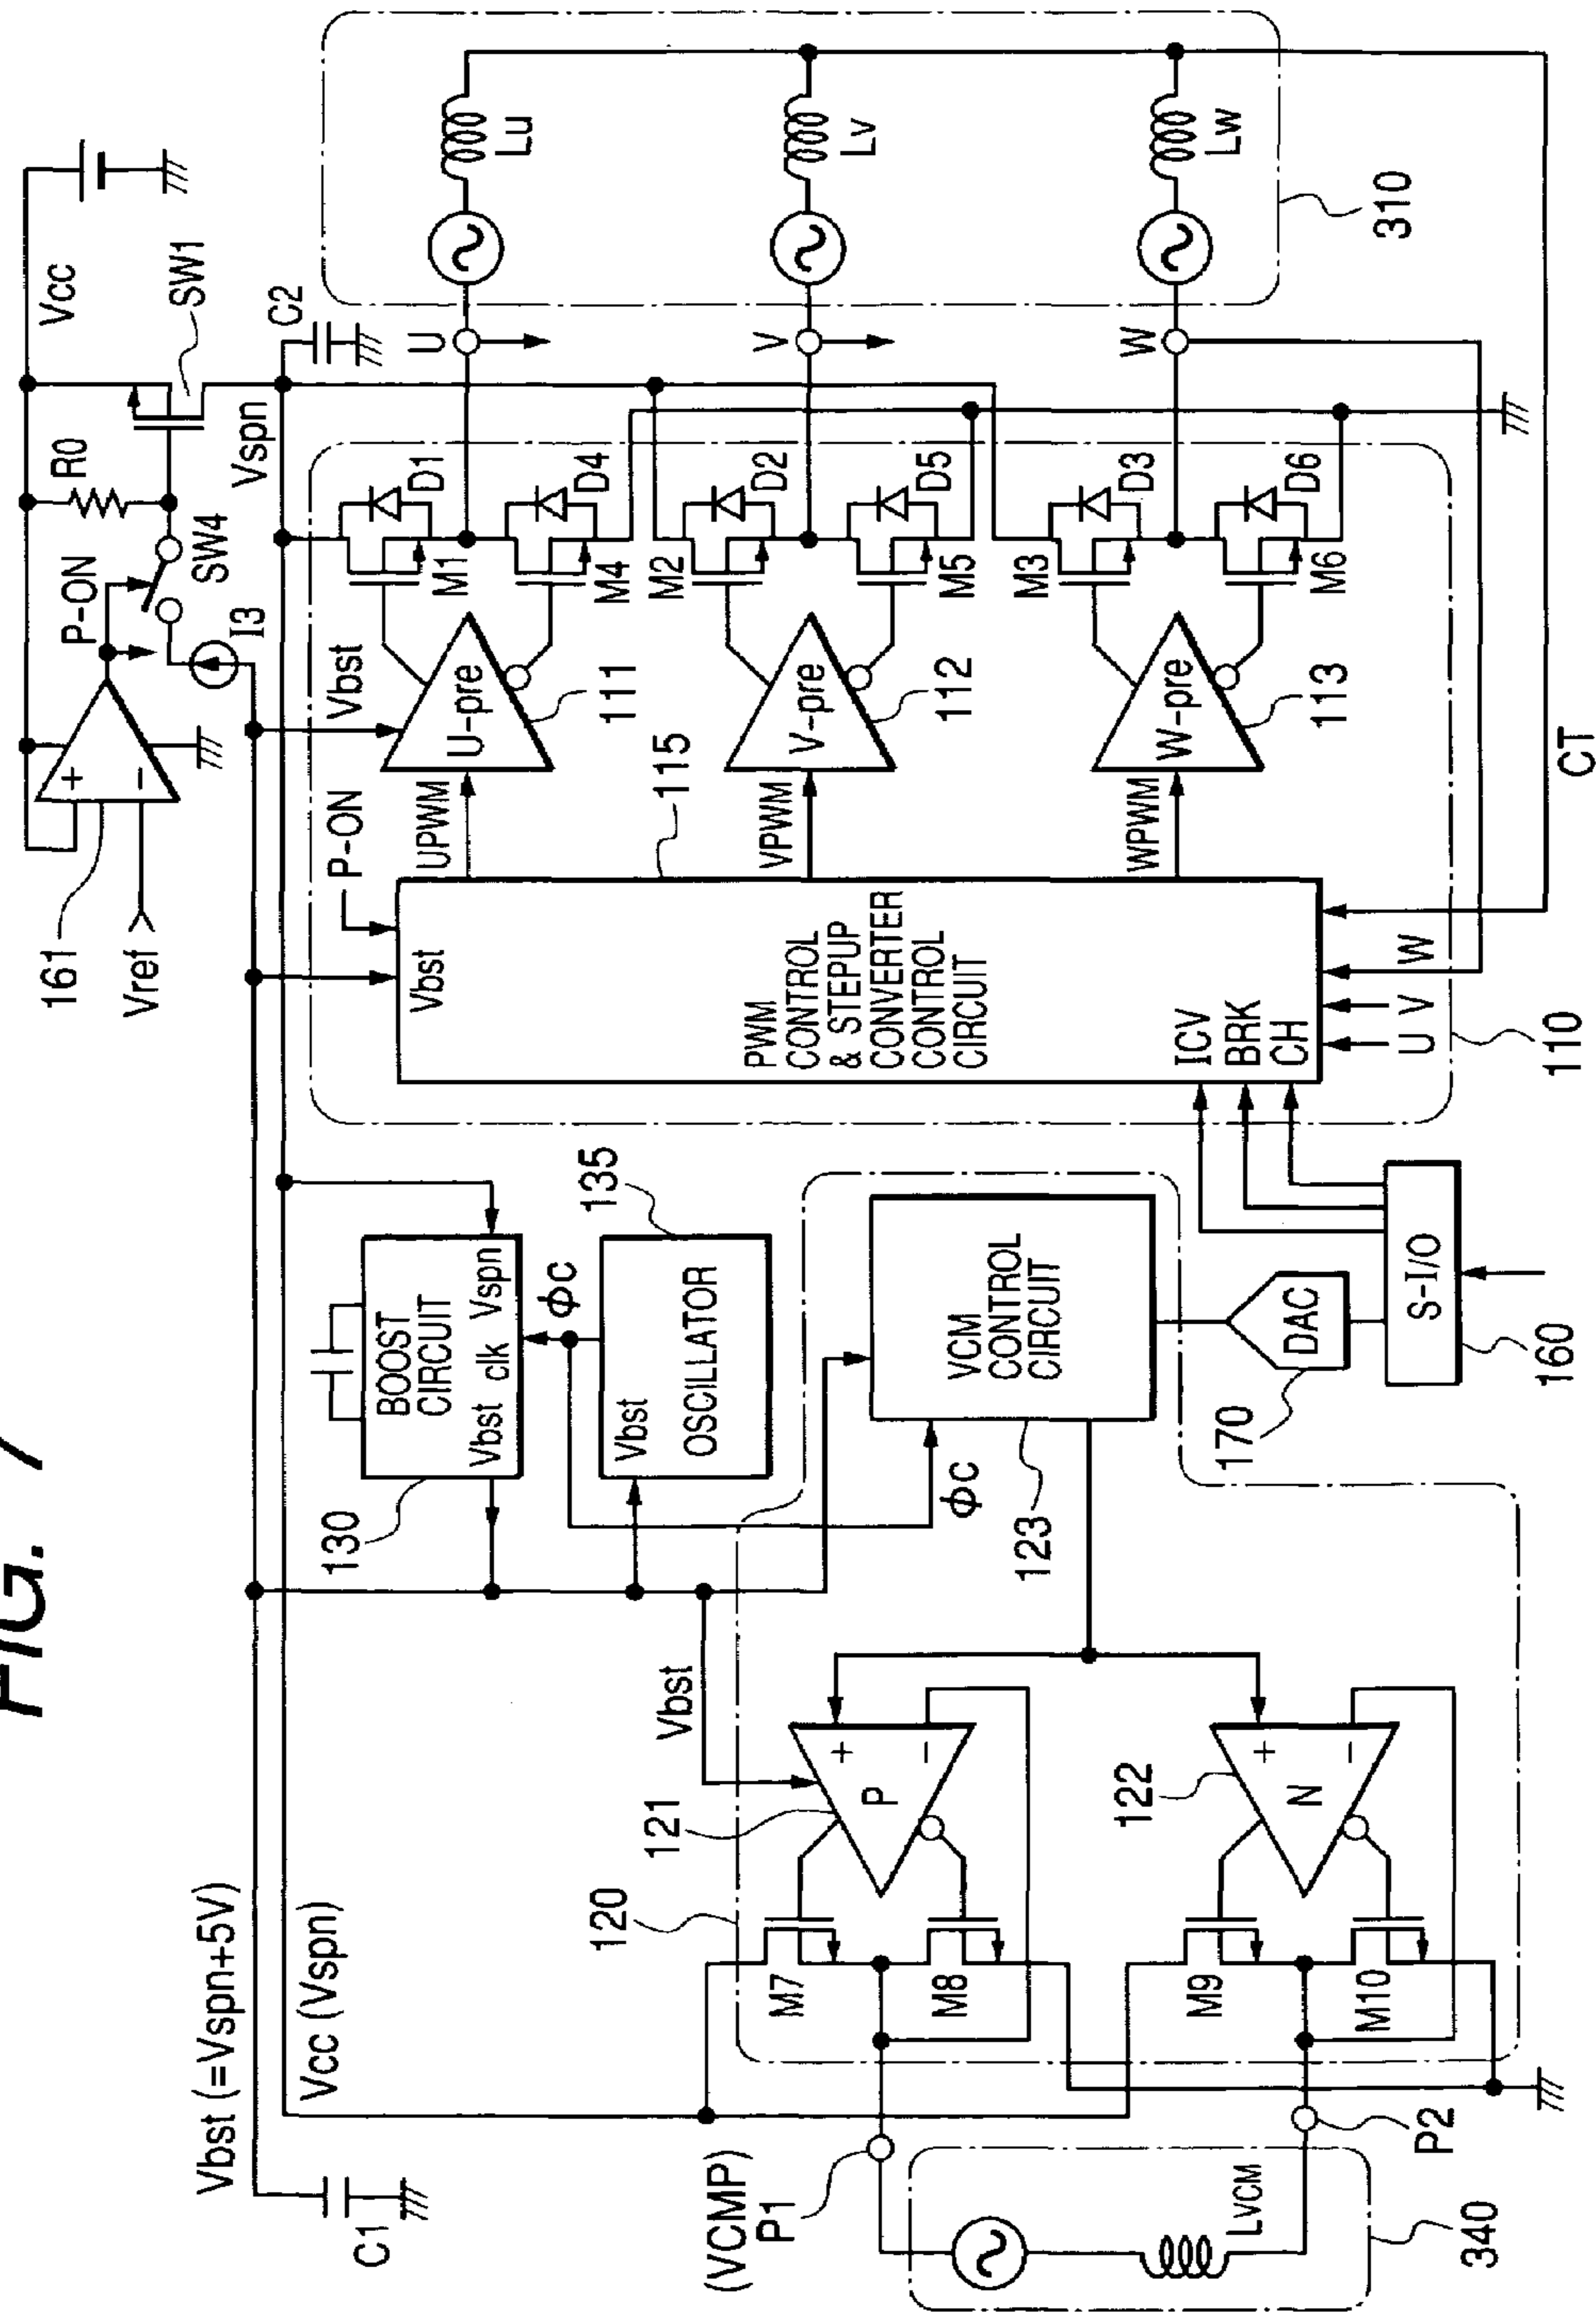 FIG. 7
Vbst (=Vspn+5V)
Vcc (Vspn)
C1
(VCMP)
P1
P2
LVCM
340
120
M7
M8
M9
M10
121
P
+
−
122
N
+
−
Vbst
130
BOOST
CIRCUIT
Vbst clk Vspn
φc
135
Vbst
OSCILLATOR
φc
123
VCM
CONTROL
CIRCUIT
170
DAC
S-I/O
160
161
Vref
+
−
P-ON
SW4
I3
R0
Vcc
SW1
Vspn
C2
P-ON
Vbst
115
Vbst
PWM
CONTROL
& STEPUP
CONVERTER
CONTROL
CIRCUIT
ICV
BRK
CH
U V W
110
CT
UPWM
VPWM
WPWM
U-pre
111
V-pre
112
W-pre
113
M1
D1
M4
D4
M2
D2
M5
D5
M3
D3
M6
D6
U
V
W
Lu
Lv
Lw
310